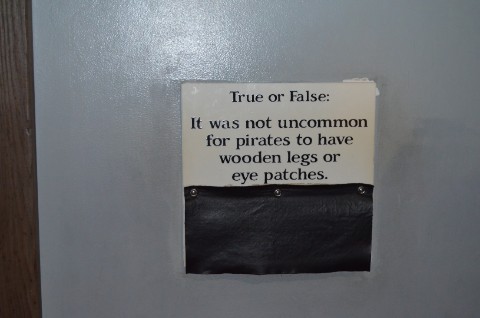 True or False:
It was not uncommon
for pirates to have
wooden legs or
eye patches.